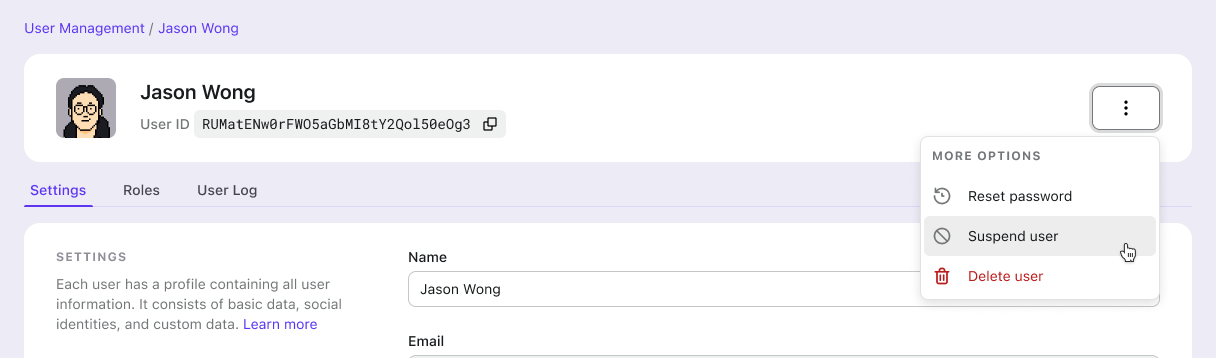 User Management / Jason Wong
Jason Wong
User ID RUMatENw0rFWO5aGbMI8tY2Qol50eOg3
MORE OPTIONS
Reset password
Suspend user
Delete user
Settings Roles User Log
SETTINGS
Each user has a profile containing all user
information. It consists of basic data, social
identities, and custom data. Learn more
Name
Jason Wong
Email